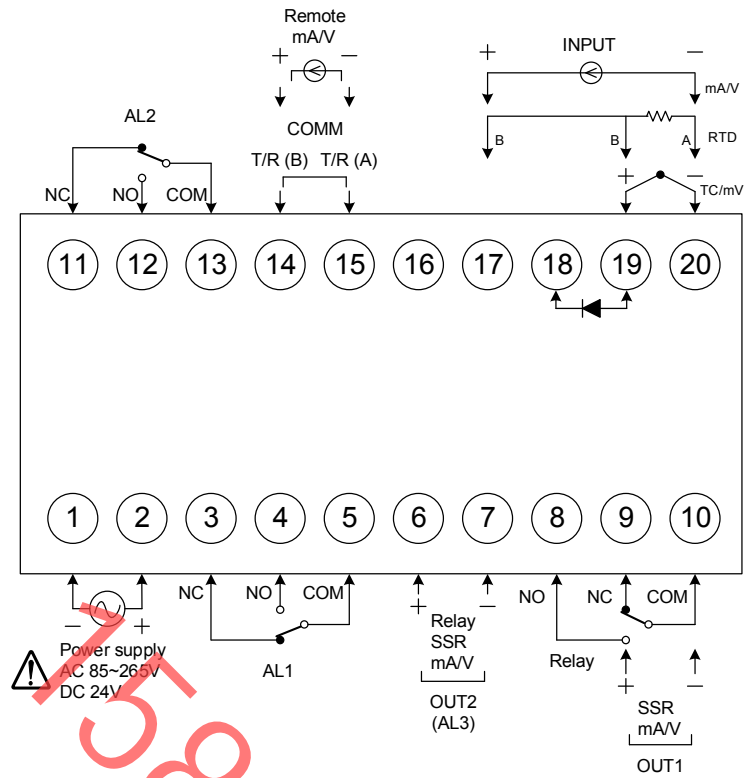 Remote
mA/V
+ −
INPUT
+ −
mA/V
AL2
COMM
B B A RTD
T/R (B) T/R (A)
+ − TC/mV
NC NO COM
11 12 13 14 15 16 17 18 19 20
1 2 3 4 5 6 7 8 9 10
NC NO COM
NO NC COM
− +
+ −
Power supply
AC 85~265V
DC 24V
AL1
Relay
SSR
mA/V
OUT2
(AL3)
Relay
+ −
SSR
mA/V
OUT1
158